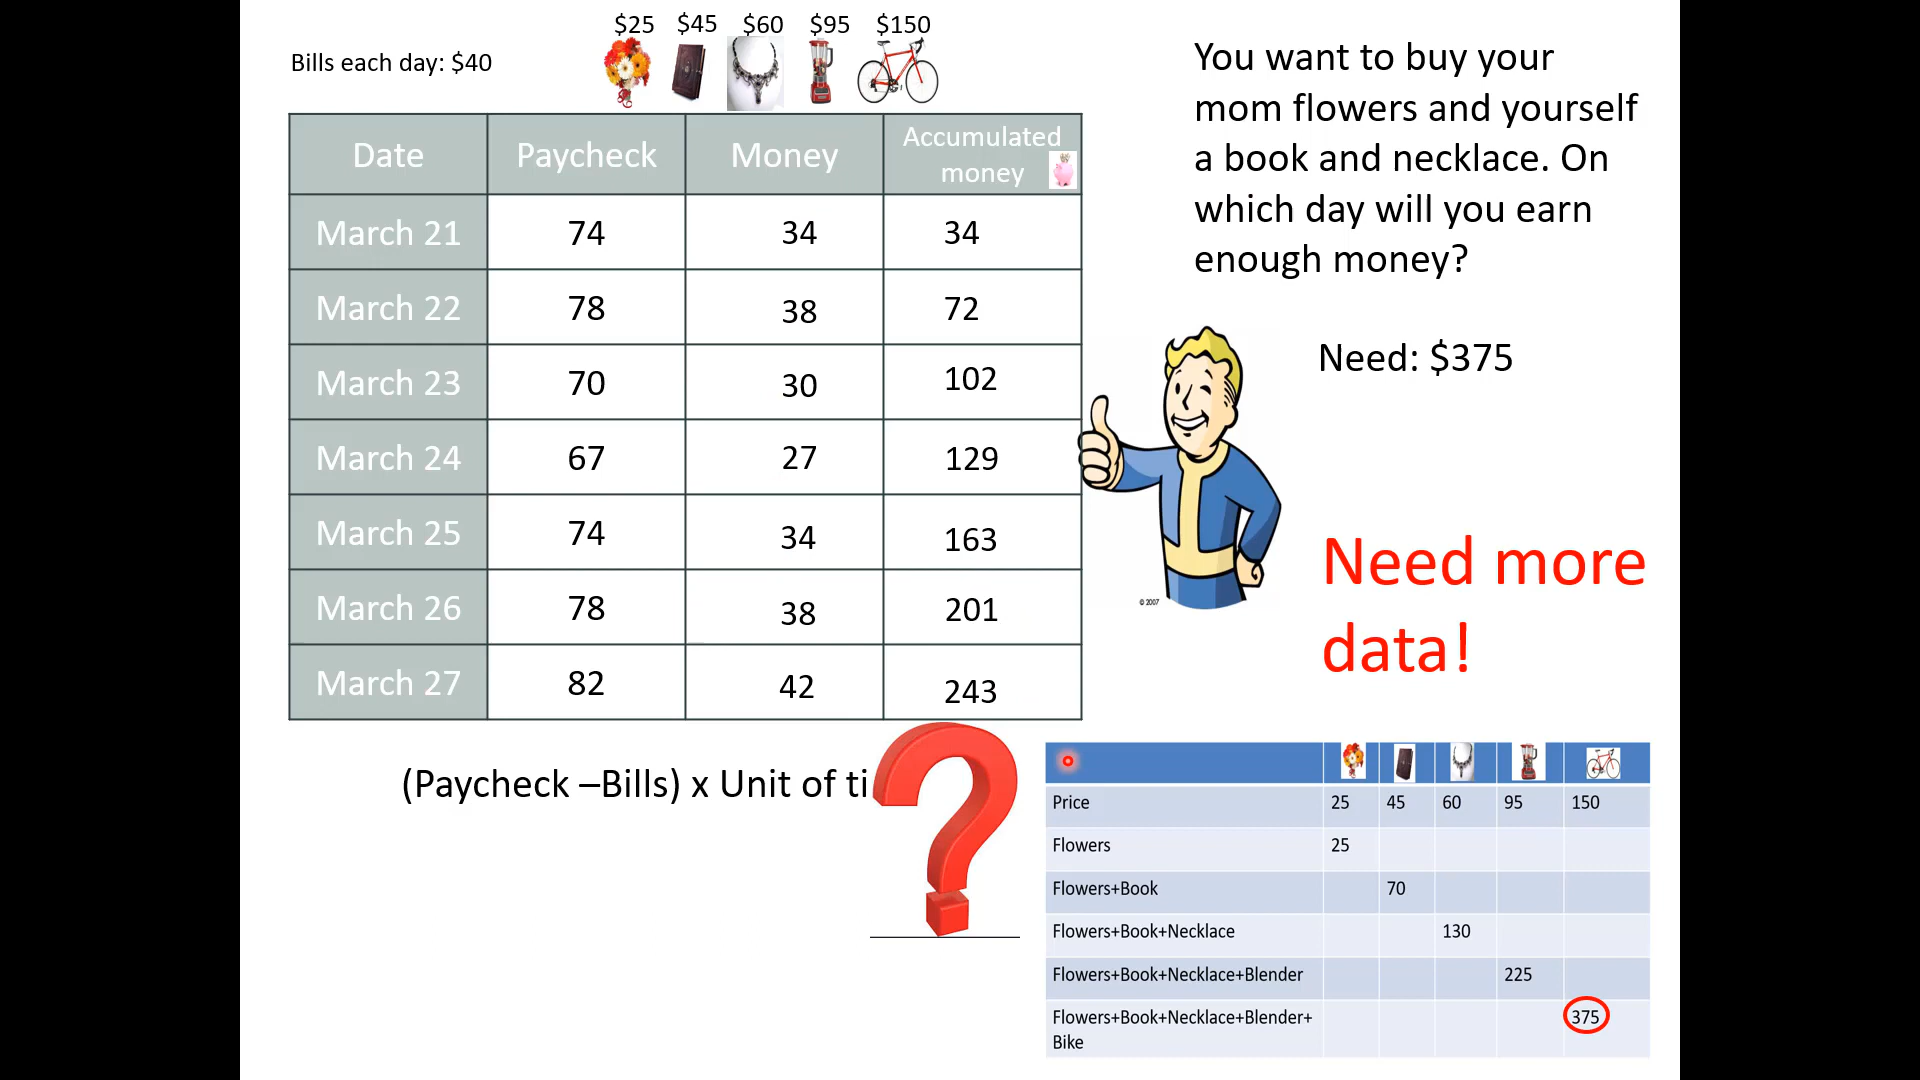 $25 $45 $60 $95 $150
Bills each day: $40
Date Paycheck Money Accumulated money
March 21 74 34 34
March 22 78 38 72
March 23 70 30 102
March 24 67 27 129
March 25 74 34 163
March 26 78 38 201
March 27 82 42 243
(Paycheck –Bills) x Unit of ti
You want to buy your
mom flowers and yourself
a book and necklace. On
which day will you earn
enough money?
Need: $375
© 2007
Need more
data!
Price 25 45 60 95 150
Flowers 25
Flowers+Book 70
Flowers+Book+Necklace 130
Flowers+Book+Necklace+Blender 225
Flowers+Book+Necklace+Blender+ 375
Bike